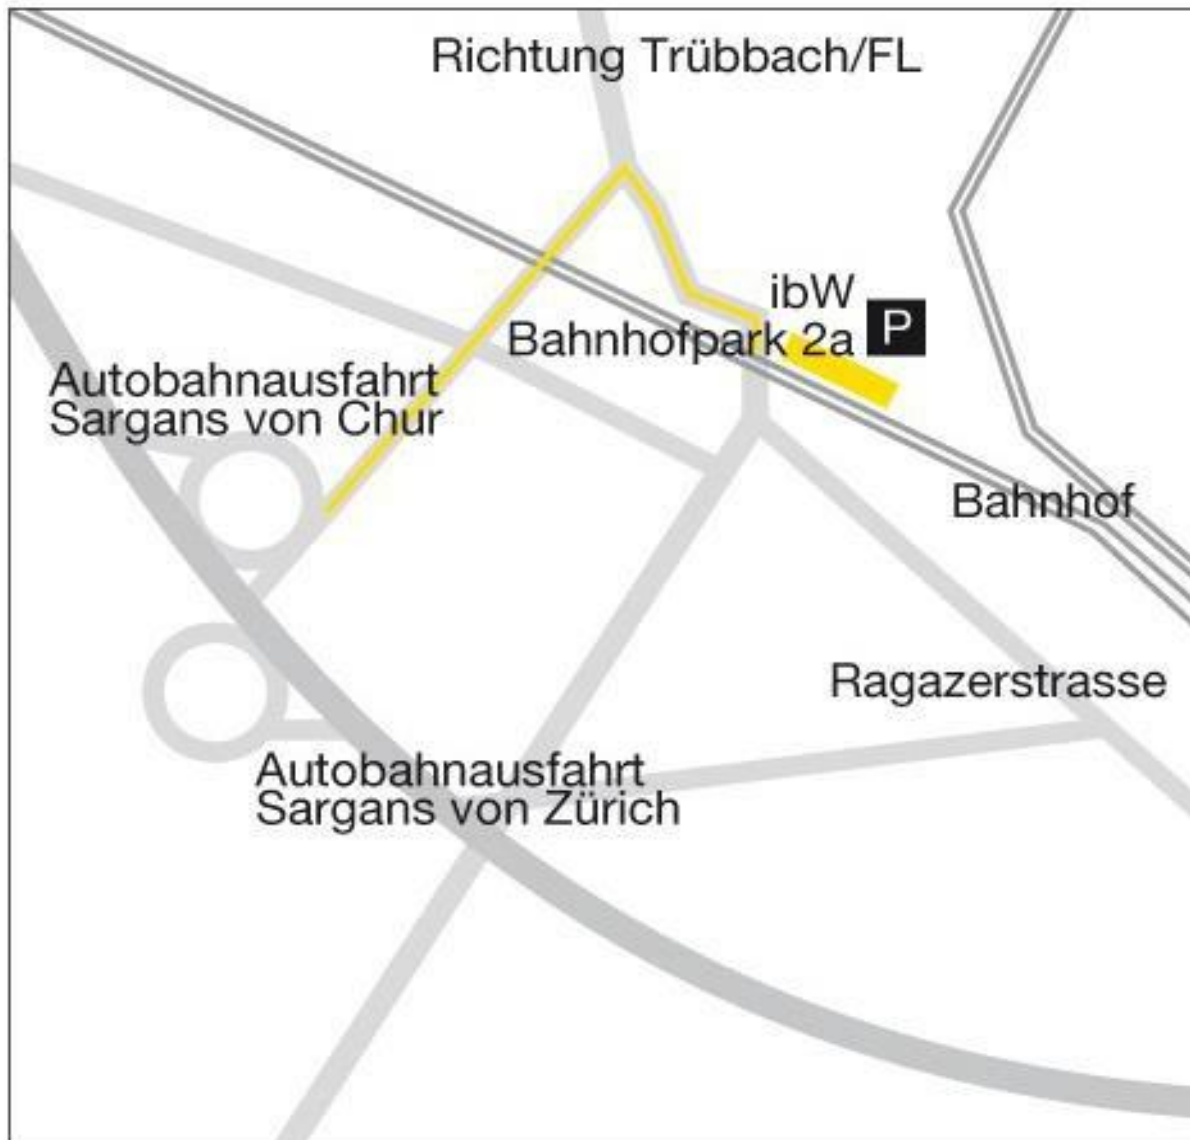 Richtung Trübbach/FL
ibW
Bahnhofpark 2a
P
Autobahnausfahrt
Sargans von Chur
Bahnhof
Ragazerstrasse
Autobahnausfahrt
Sargans von Zürich